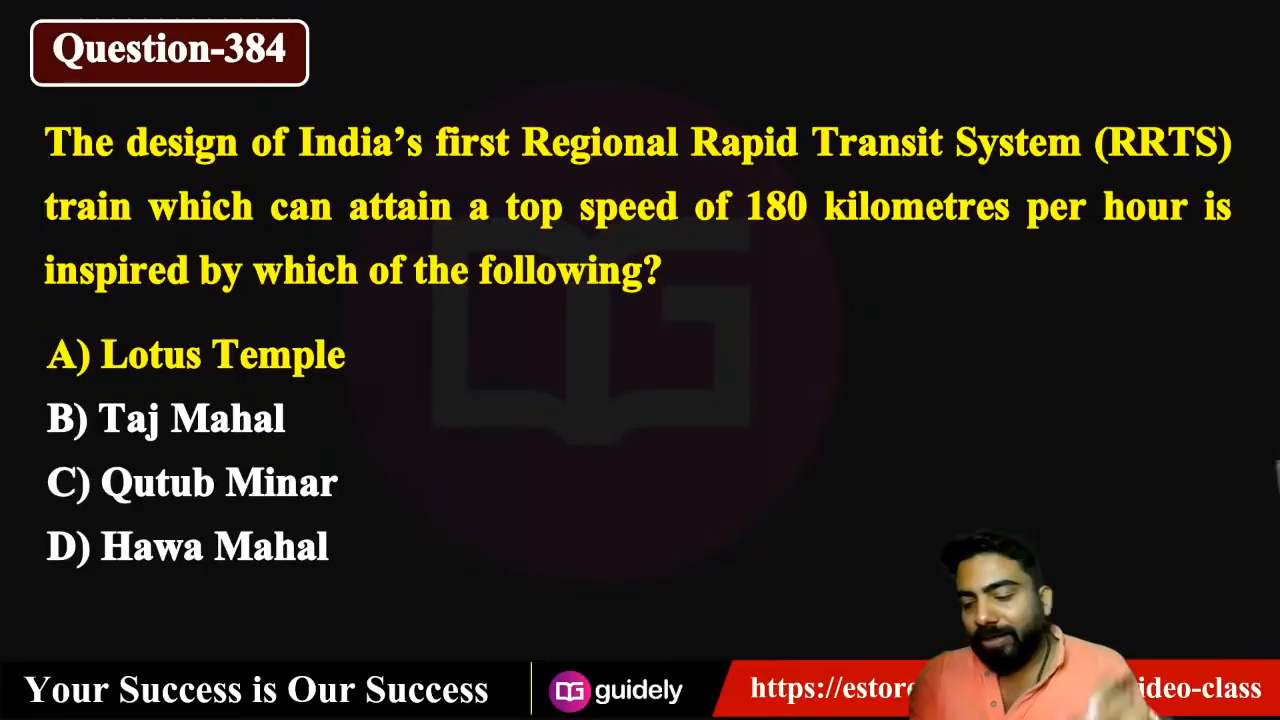 Question-384
The design of India’s first Regional Rapid Transit System (RRTS)
train which can attain a top speed of 180 kilometres per hour is
inspired by which of the following?
A) Lotus Temple
B) Taj Mahal
C) Qutub Minar
D) Hawa Mahal
Your Success is Our Success
guidely
https://estore ideo-class